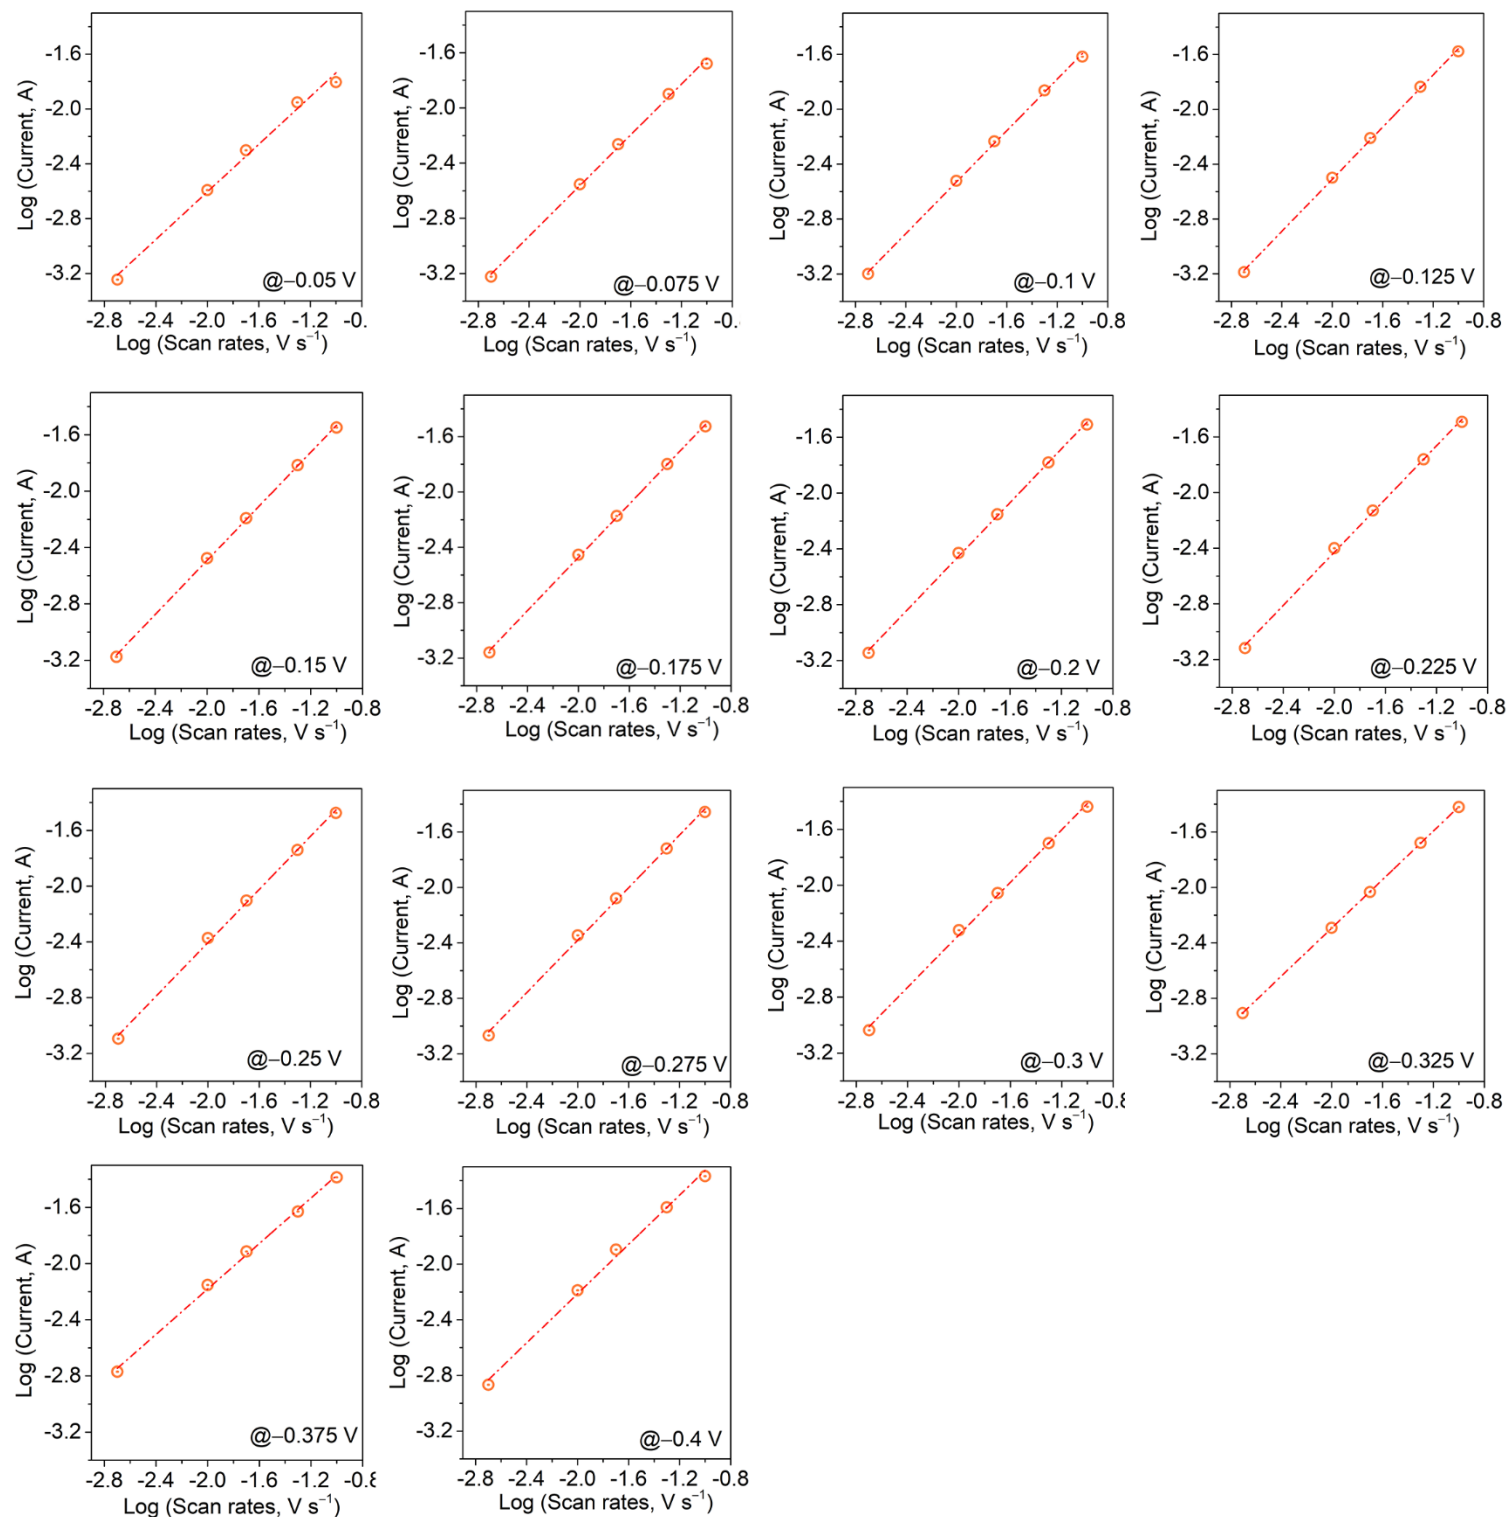 Log (Current, A)
-1.6
-2.0
-2.4
-2.8
-3.2
@–0.05 V
-2.8 -2.4 -2.0 -1.6 -1.2 -0.
Log (Scan rates, V s⁻¹)
Log (Current, A)
-1.6
-2.0
-2.4
-2.8
-3.2
@–0.075 V
-2.8 -2.4 -2.0 -1.6 -1.2 -0.
Log (Scan rates, V s⁻¹)
Log (Current, A)
-1.6
-2.0
-2.4
-2.8
-3.2
@–0.1 V
-2.8 -2.4 -2.0 -1.6 -1.2 -0.8
Log (Scan rates, V s⁻¹)
Log (Current, A)
-1.6
-2.0
-2.4
-2.8
-3.2
@–0.125 V
-2.8 -2.4 -2.0 -1.6 -1.2 -0.8
Log (Scan rates, V s⁻¹)
Log (Current, A)
-1.6
-2.0
-2.4
-2.8
-3.2
@–0.15 V
-2.8 -2.4 -2.0 -1.6 -1.2 -0.8
Log (Scan rates, V s⁻¹)
Log (Current, A)
-1.6
-2.0
-2.4
-2.8
-3.2
@–0.175 V
-2.8 -2.4 -2.0 -1.6 -1.2 -0.8
Log (Scan rates, V s⁻¹)
Log (Current, A)
-1.6
-2.0
-2.4
-2.8
-3.2
@–0.2 V
-2.8 -2.4 -2.0 -1.6 -1.2 -0.8
Log (Scan rates, V s⁻¹)
Log (Current, A)
-1.6
-2.0
-2.4
-2.8
-3.2
@–0.225 V
-2.8 -2.4 -2.0 -1.6 -1.2 -0.8
Log (Scan rates, V s⁻¹)
Log (Current, A)
-1.6
-2.0
-2.4
-2.8
-3.2
@–0.25 V
-2.8 -2.4 -2.0 -1.6 -1.2 -0.8
Log (Scan rates, V s⁻¹)
Log (Current, A)
-1.6
-2.0
-2.4
-2.8
-3.2
@–0.275 V
-2.8 -2.4 -2.0 -1.6 -1.2 -0.8
Log (Scan rates, V s⁻¹)
Log (Current, A)
-1.6
-2.0
-2.4
-2.8
-3.2
@–0.3 V
-2.8 -2.4 -2.0 -1.6 -1.2 -0.8
Log (Scan rates, V s⁻¹)
Log (Current, A)
-1.6
-2.0
-2.4
-2.8
-3.2
@–0.325 V
-2.8 -2.4 -2.0 -1.6 -1.2 -0.8
Log (Scan rates, V s⁻¹)
Log (Current, A)
-1.6
-2.0
-2.4
-2.8
-3.2
@–0.375 V
-2.8 -2.4 -2.0 -1.6 -1.2 -0.8
Log (Scan rates, V s⁻¹)
Log (Current, A)
-1.6
-2.0
-2.4
-2.8
-3.2
@–0.4 V
-2.8 -2.4 -2.0 -1.6 -1.2 -0.8
Log (Scan rates, V s⁻¹)